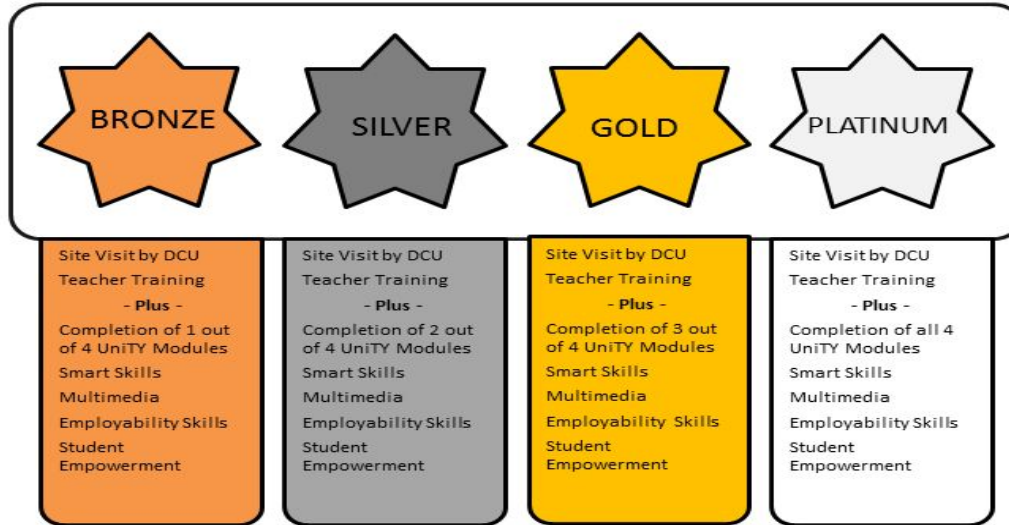 BRONZE
SILVER
GOLD
PLATINUM
Site Visit by DCU
Teacher Training
- Plus -
Completion of 1 out
of 4 UniTY Modules
Smart Skills
Multimedia
Employability Skills
Student
Empowerment
Site Visit by DCU
Teacher Training
- Plus -
Completion of 2 out
of 4 UniTY Modules
Smart Skills
Multimedia
Employability Skills
Student
Empowerment
Site Visit by DCU
Teacher Training
- Plus -
Completion of 3 out
of 4 UniTY Modules
Smart Skills
Multimedia
Employability Skills
Student
Empowerment
Site Visit by DCU
Teacher Training
- Plus -
Completion of all 4
UniTY Modules
Smart Skills
Multimedia
Employability Skills
Student
Empowerment